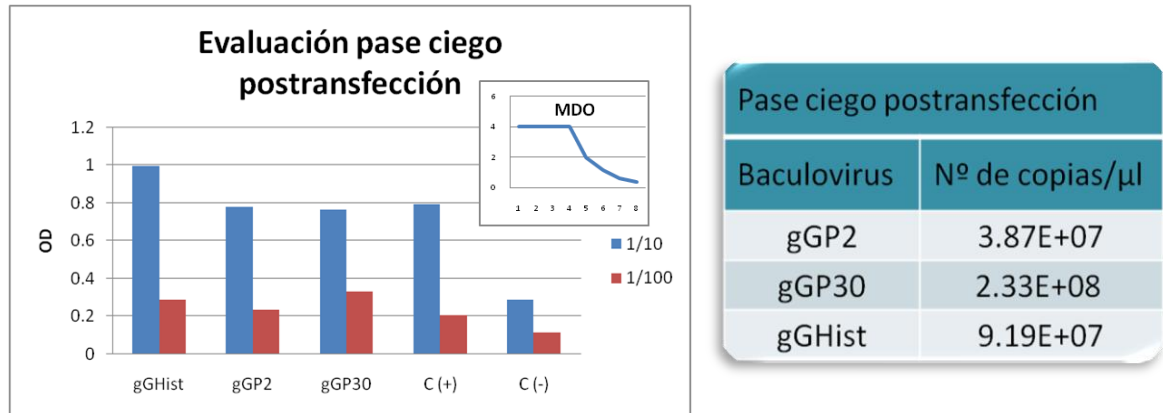 Evaluación pase ciego
postransfección
MDO
6
4
2
0
1 2 3 4 5 6 7 8
1.2
1
0.8
0.6
0.4
0.2
0
OD
gGHist gGP2 gGP30 C (+) C (-)
1/10
1/100
Pase ciego postransfección
Baculovirus Nº de copias/µl
gGP2 3.87E+07
gGP30 2.33E+08
gGHist 9.19E+07